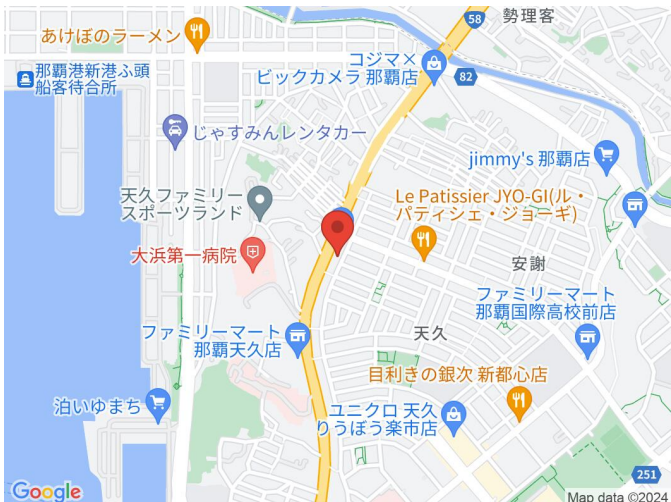 58
勢理客
あけぼのラーメン
コジマ×
ビックカメラ 那覇店
82
那覇港新港ふ頭
船客待合所
じゃすみんレンタカー
jimmy's 那覇店
天久ファミリー
スポーツランド
Le Patissier JYO-GI(ル・
パティシェ・ジョーギ)
大浜第一病院
安謝
ファミリーマート
那覇国際高校前店
ファミリーマート
那覇天久店
天久
目利きの銀次 新都心店
泊いゆまち
ユニクロ 天久
りうぼう楽市店
251
Google
Map data ©2024